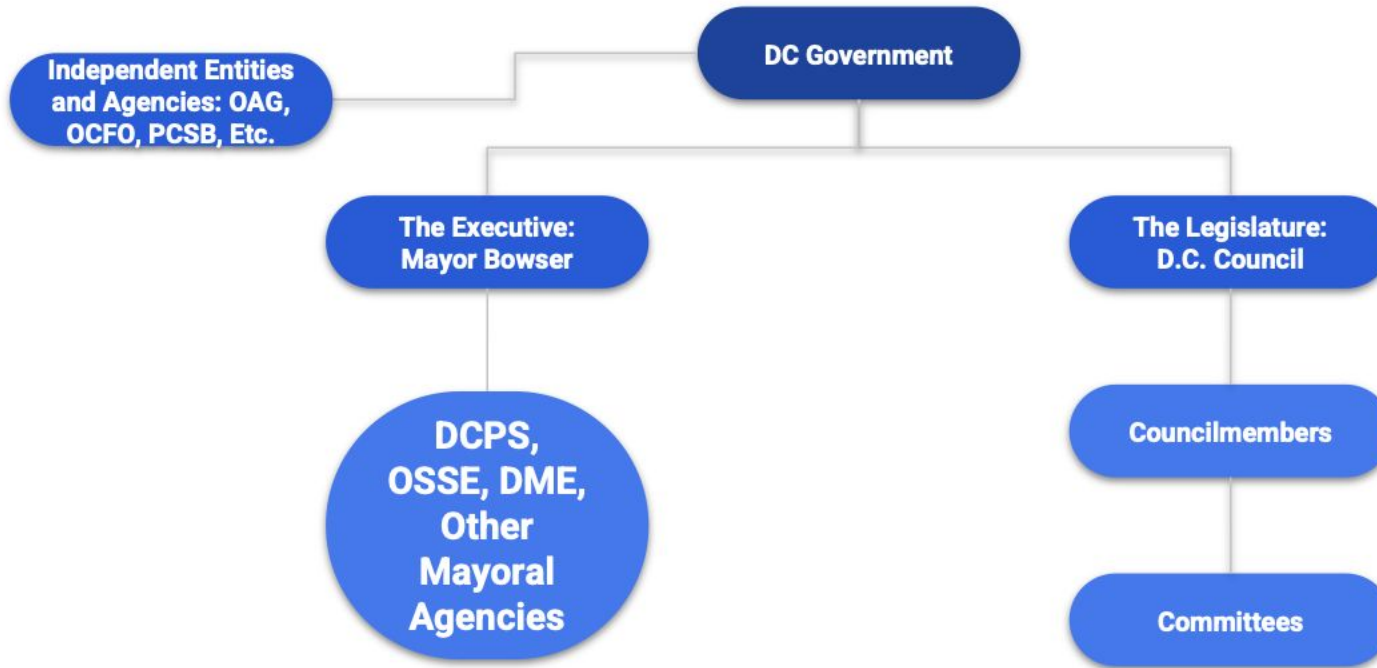 DC Government
Independent Entities
and Agencies: OAG,
OCFO, PCSB, Etc.
The Executive:
Mayor Bowser
The Legislature:
D.C. Council
DCPS,
OSSE, DME,
Other
Mayoral
Agencies
Councilmembers
Committees